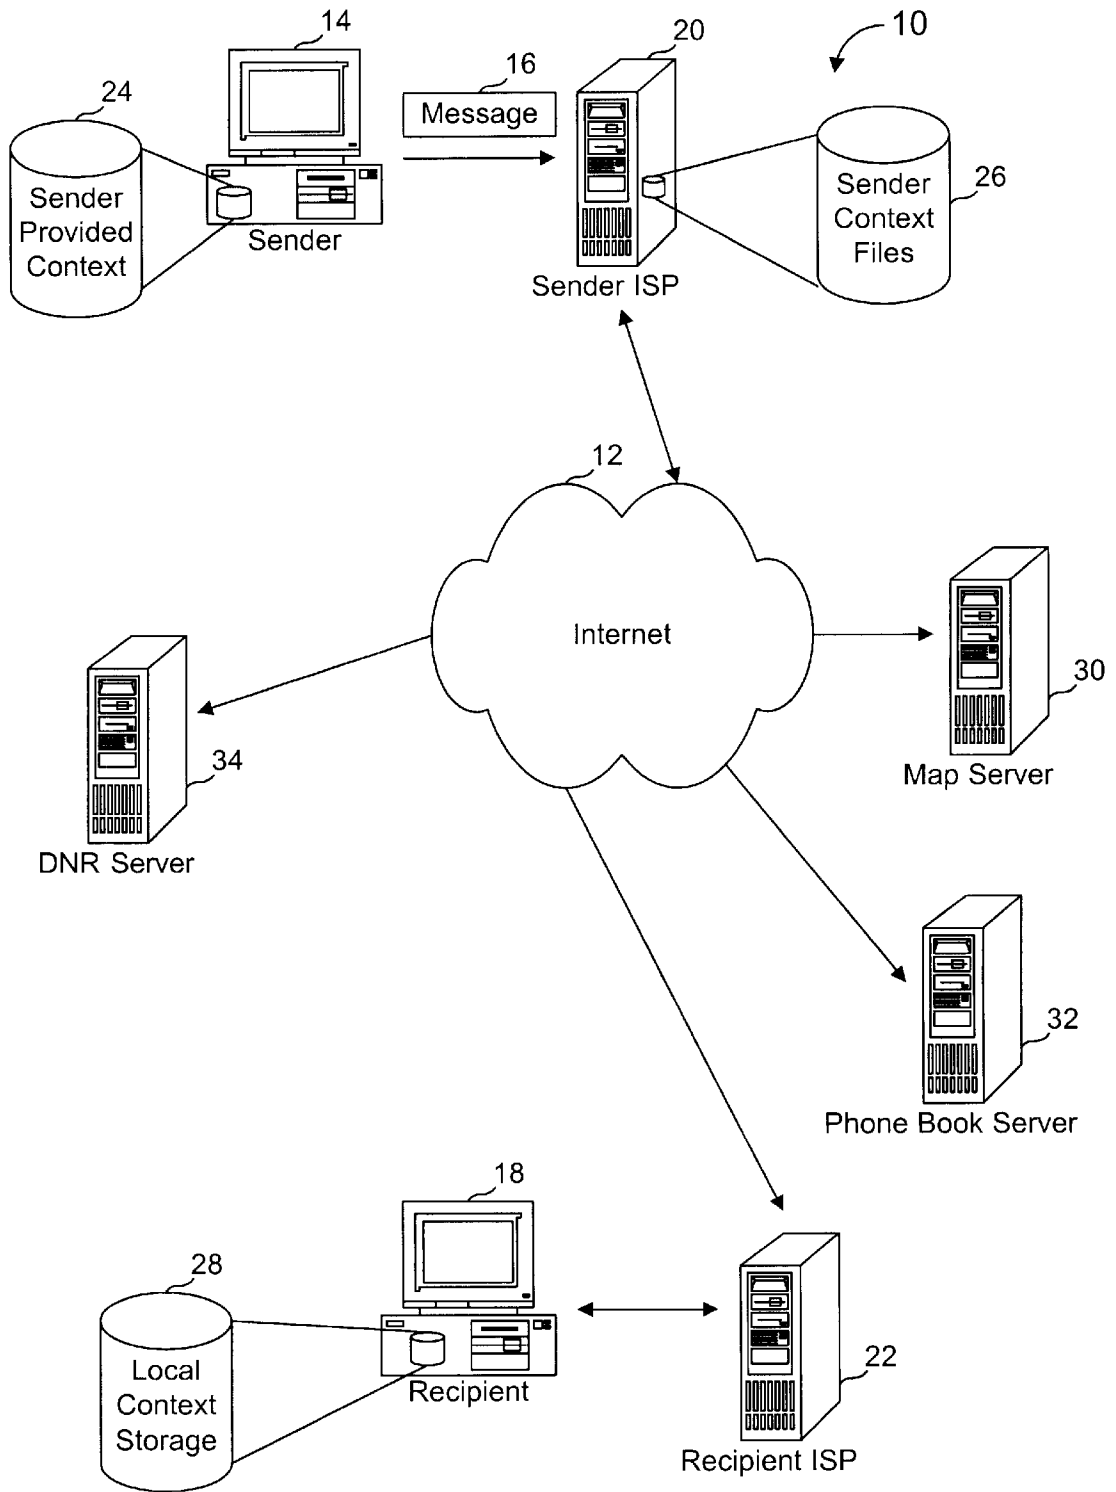 14
20
10
16
Message
24
Sender
Provided
Context
Sender
Sender
Context
Files
26
Sender ISP
12
Internet
30
Map Server
34
DNR Server
32
Phone Book Server
18
28
Local
Context
Storage
Recipient
22
Recipient ISP